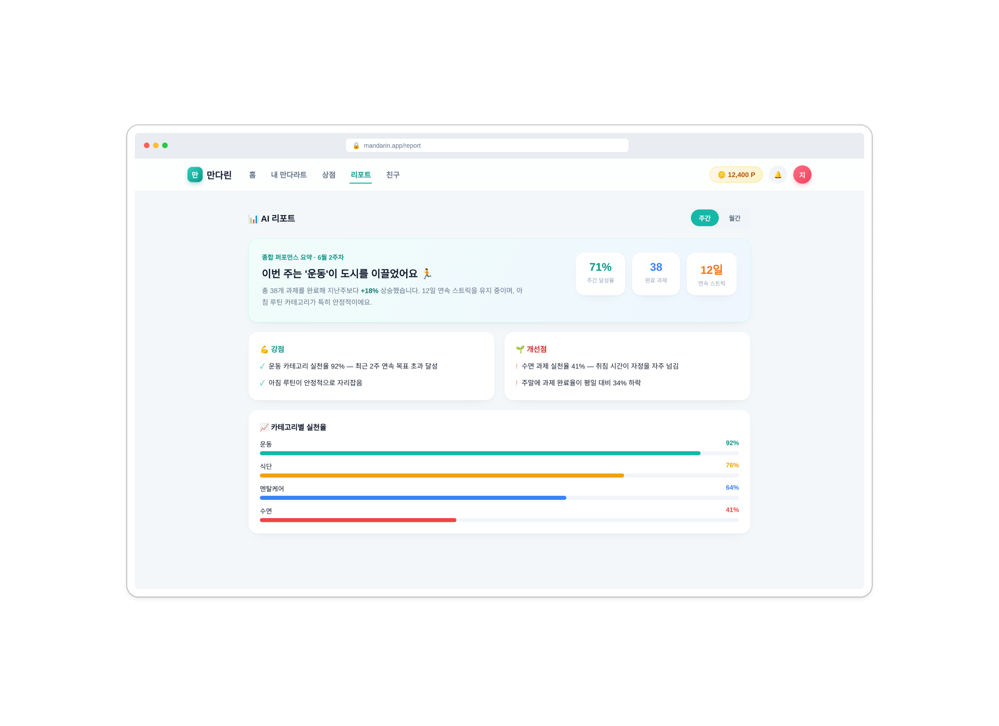 🔒 mandarin.app/report
만 만다린 홈 내 만다라트 상점 리포트 친구 🪙 12,400 P 🔔 지
📊 AI 리포트
주간 월간
종합 퍼포먼스 요약 · 6월 2주차
이번 주는 '운동'이 도시를 이끌었어요 🏃
총 38개 과제를 완료해 지난주보다 +18% 상승했습니다. 12일 연속 스트릭을 유지 중이며, 아
침 루틴 카테고리가 특히 안정적이에요.
71%
주간 달성률
38
완료 과제
12일
연속 스트릭
💪 강점
✓ 운동 카테고리 실천율 92% — 최근 2주 연속 목표 초과 달성
✓ 아침 루틴이 안정적으로 자리잡음
🌱 개선점
! 수면 과제 실천율 41% — 취침 시간이 자정을 자주 넘김
! 주말에 과제 완료율이 평일 대비 34% 하락
📈 카테고리별 실천율
운동 92%
식단 76%
멘탈케어 64%
수면 41%